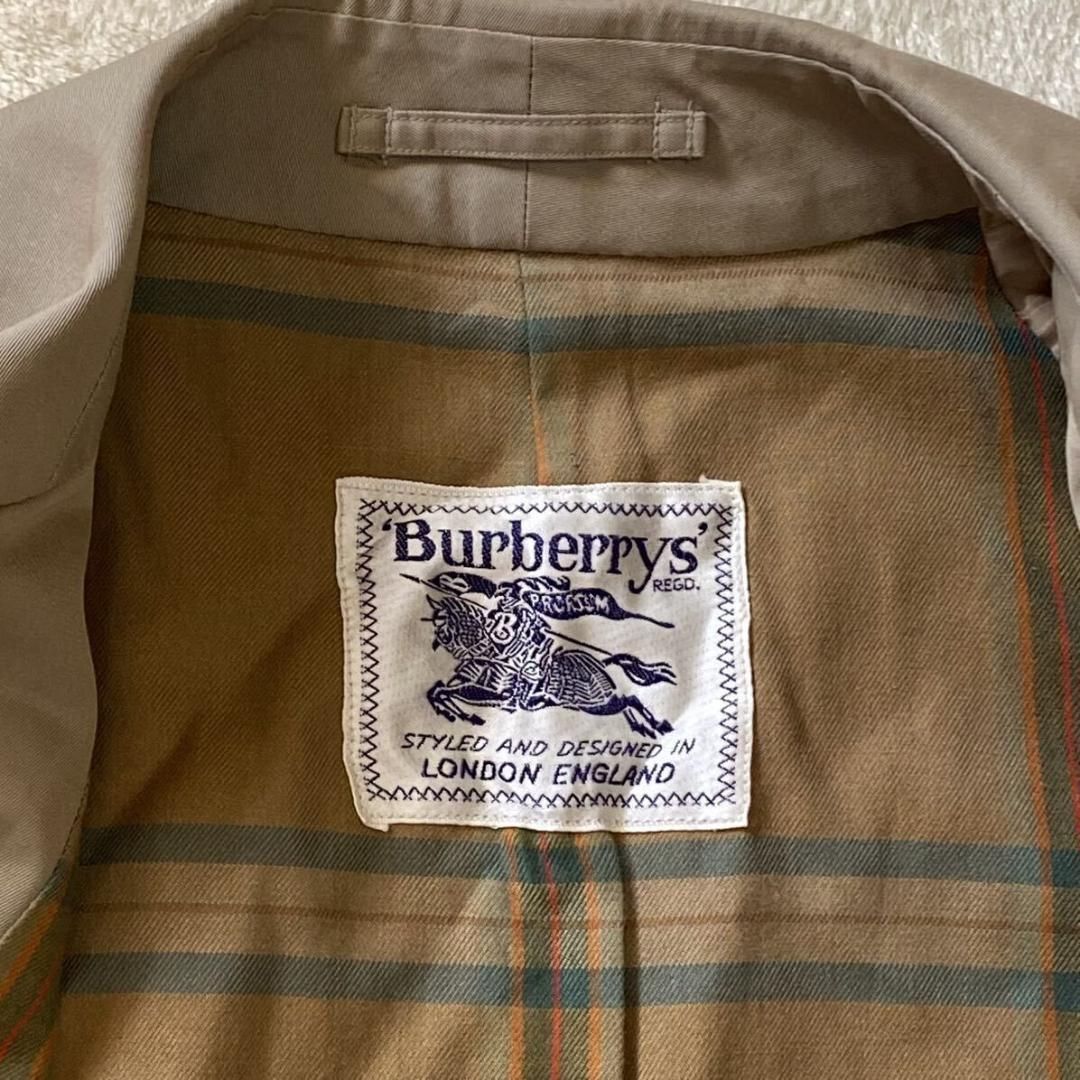 'Burberrys'
REGD.
B PRORSUM
B
STYLED AND DESIGNED IN
LONDON ENGLAND